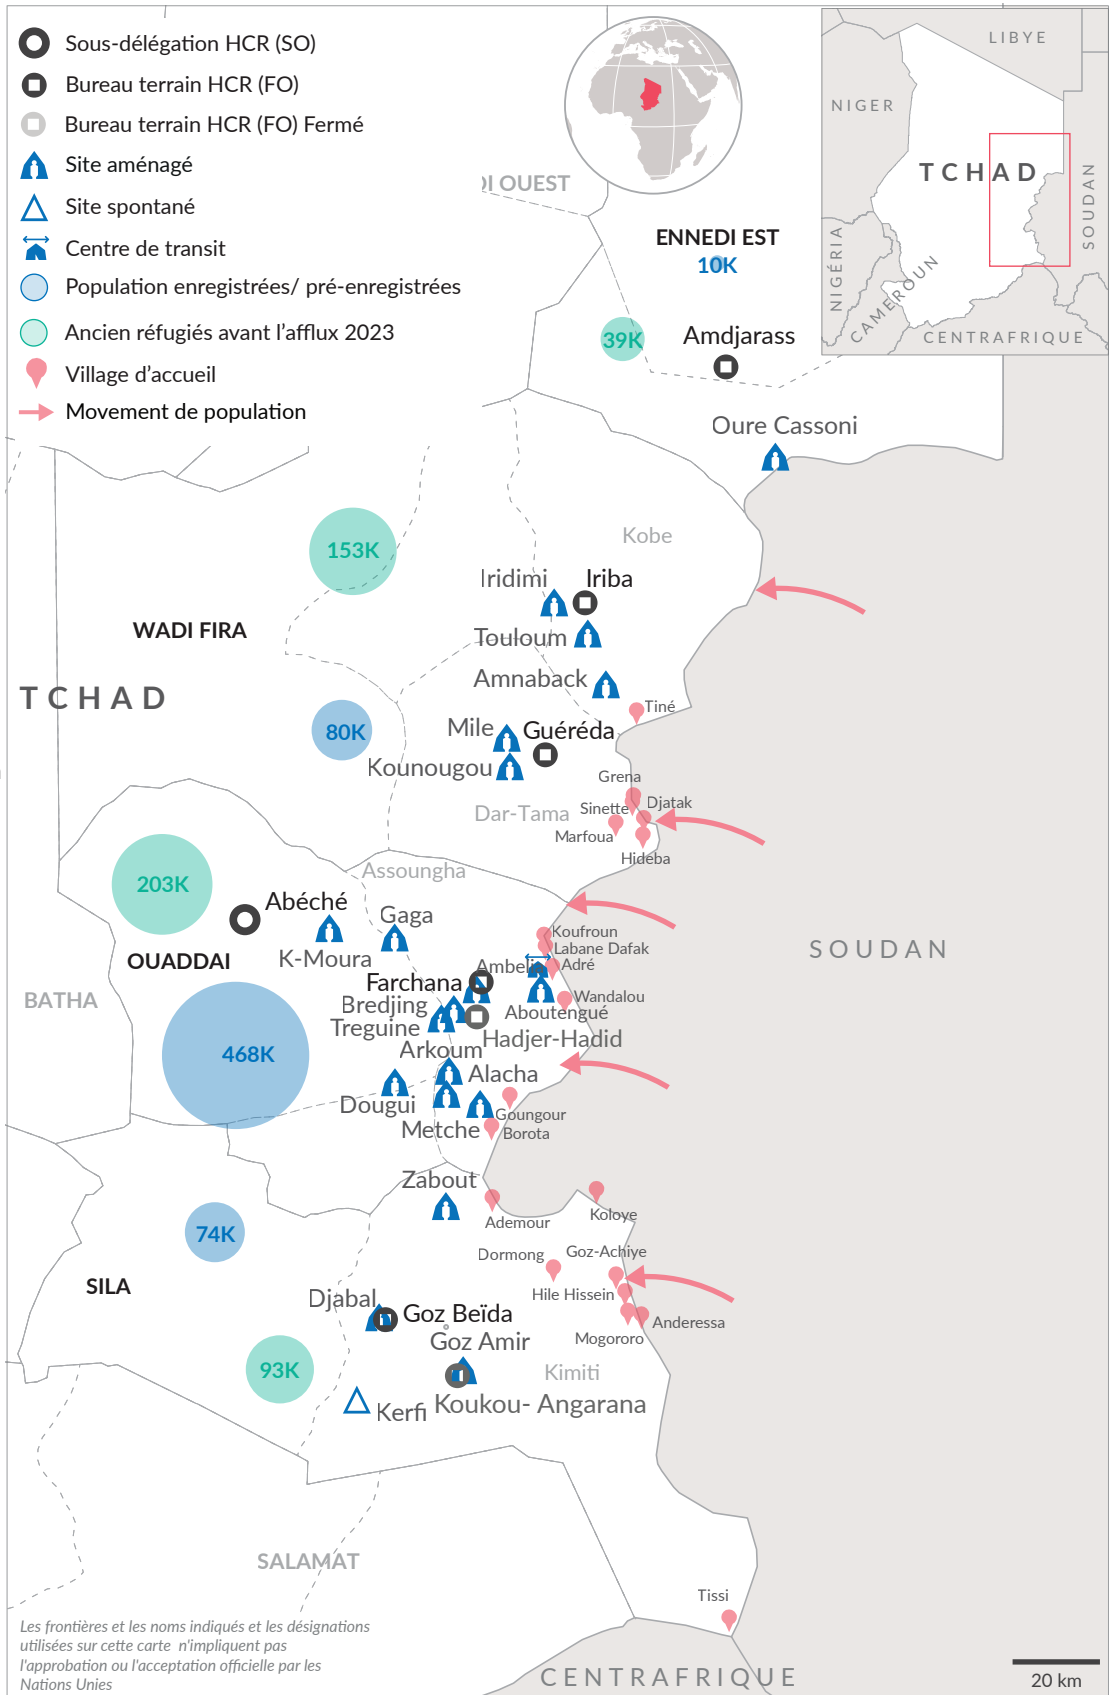 Sous-délégation HCR (SO)
Bureau terrain HCR (FO)
Bureau terrain HCR (FO) Fermé
Site aménagé
Site spontané
Centre de transit
Population enregistrées/ pré-enregistrées
Ancien réfugiés avant l'afflux 2023
Village d'accueil
Movement de population
LIBYE
NIGER
TCHAD
SOUDAN
NIGÉRIA
CAMEROUN
CENTRAFRIQUE
DI OUEST
ENNEDI EST
10K
39K
Amdjarass
Oure Cassoni
Kobe
153K
Iridimi
Iriba
WADI FIRA
Touloum
Amnaback
TCHAD
Tiné
80K
Mile
Guéréda
Kounougou
Grena
Sinette
Djatak
Dar-Tama
Marfoua
Hideba
Assoungha
203K
Abéché
Gaga
Koufroun
Labane Dafak
K-Moura
OUADDAI
SOUDAN
Ambelia
Adré
Farchana
BATHA
Bredjing
Wandalou
Aboutengué
Treguine
Hadjer-Hadid
468K
Arkoum
Alacha
Dougui
Goungour
Metche
Borota
Zabout
Ademour
Koloye
74K
Dormong
Goz-Achiye
SILA
Hile Hissein
Djabal
Goz Beïda
Anderessa
Mogororo
Goz Amir
93K
Kimiti
Kerfi
Koukou- Angarana
SALAMAT
Tissi
Les frontières et les noms indiqués et les désignations
utilisées sur cette carte n'impliquent pas
l'approbation ou l'acceptation officielle par les
Nations Unies
CENTRAFRIQUE
20 km